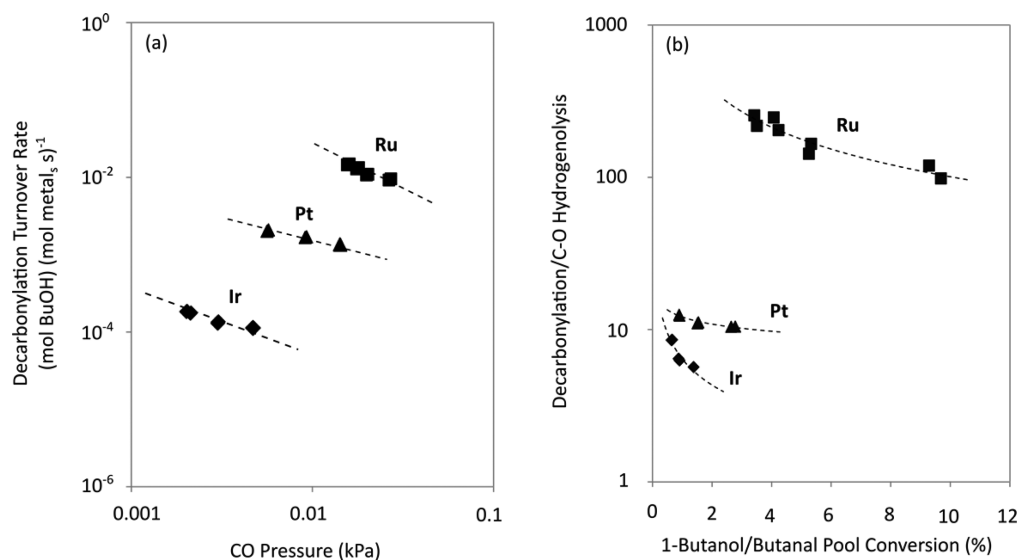 (a)
10⁰
10⁻²
10⁻⁴
10⁻⁶
Decarbonylation Turnover Rate
(mol BuOH) (mol metalₛ s)⁻¹
Ru
Pt
Ir
0.001
0.01
0.1
CO Pressure (kPa)
(b)
1000
100
10
1
Decarbonylation/C-O Hydrogenolysis
Ru
Pt
Ir
0
2
4
6
8
10
12
1-Butanol/Butanal Pool Conversion (%)